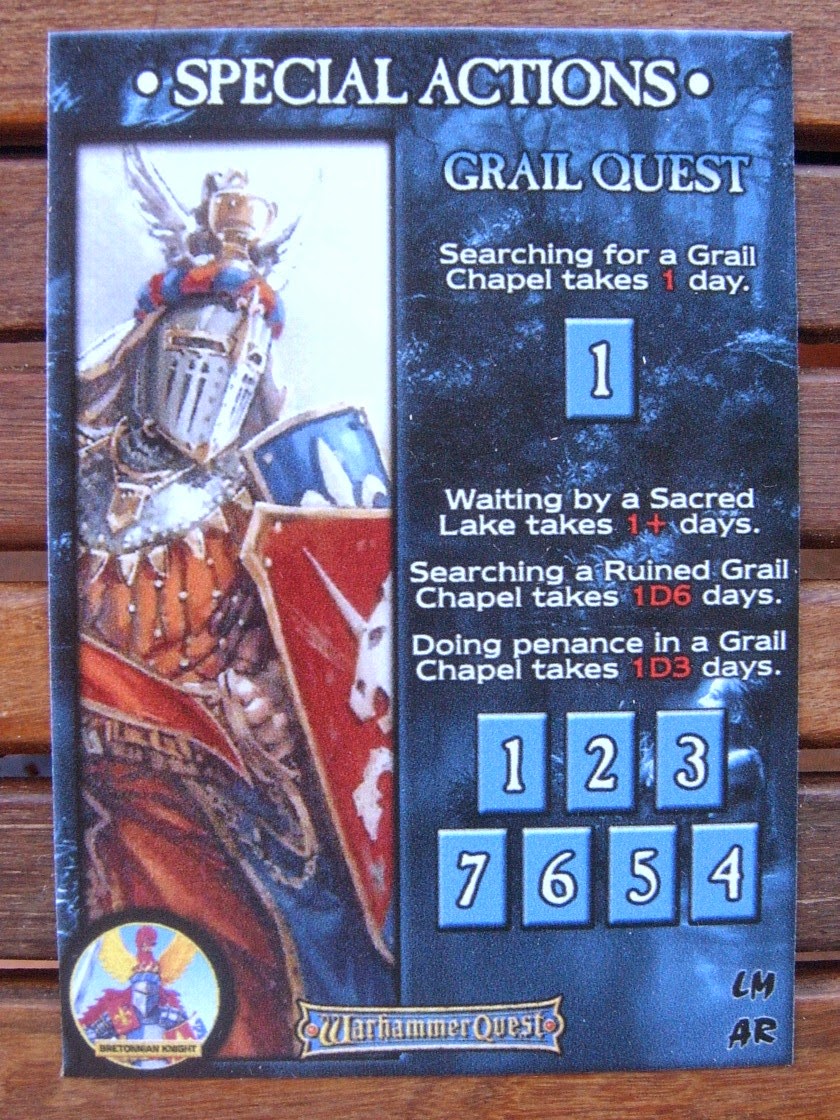 • SPECIAL ACTIONS •
GRAIL QUEST
Searching for a Grail
Chapel takes 1 day.
1
Waiting by a Sacred
Lake takes 1+ days.
Searching a Ruined Grail
Chapel takes 1D6 days.
Doing penance in a Grail
Chapel takes 1D3 days.
1 2 3
7 6 5 4
BRETONNIAN KNIGHT
Warhammer Quest
LM
AR